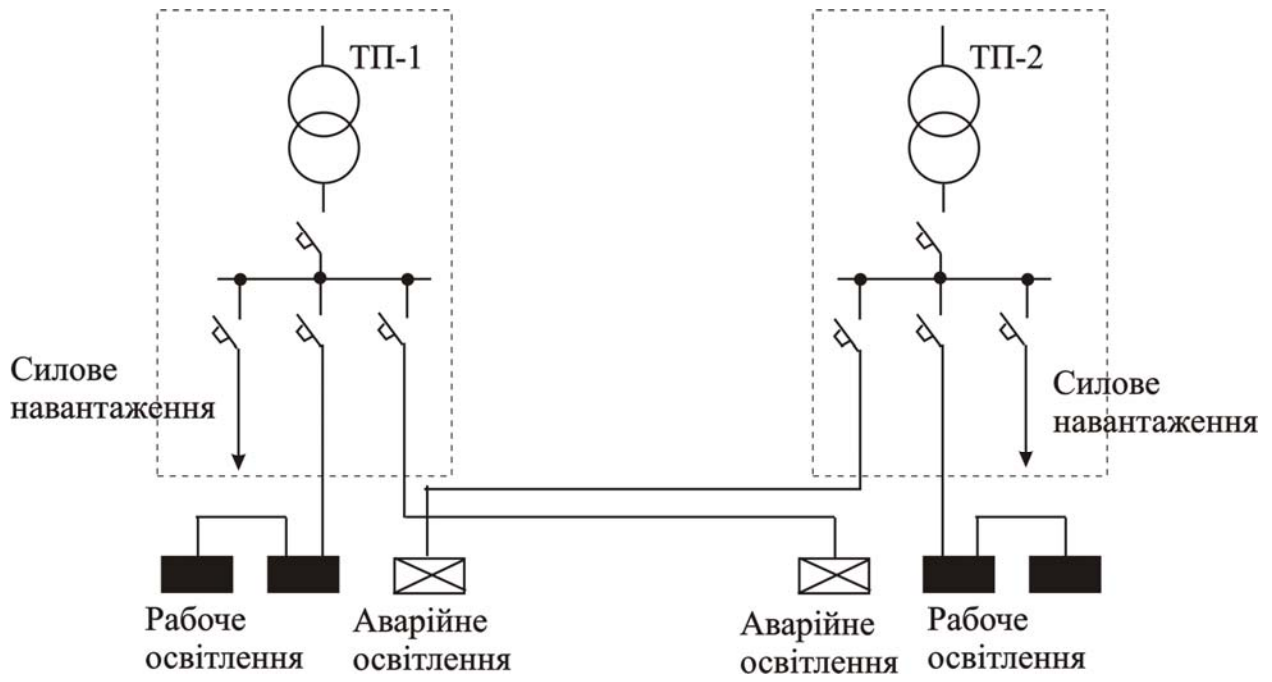 ТП-1
ТП-2
Силове
навантаження
Силове
навантаження
Рабоче
освітлення
Аварійне
освітлення
Аварійне
освітлення
Рабоче
освітлення